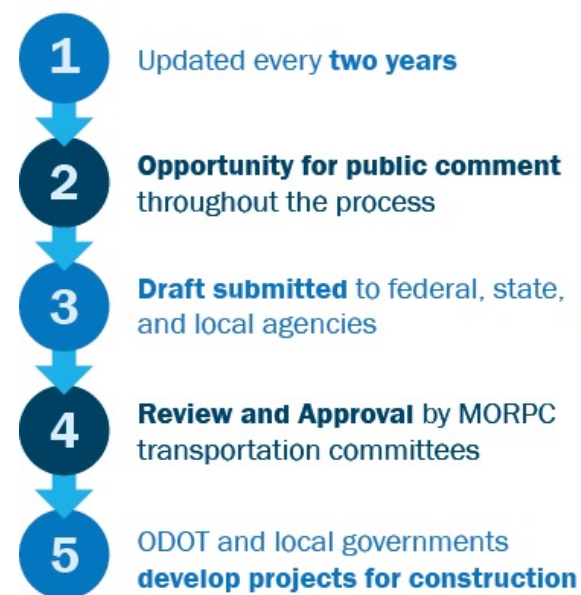 1
Updated every two years
2
Opportunity for public comment
throughout the process
3
Draft submitted to federal, state,
and local agencies
4
Review and Approval by MORPC
transportation committees
5
ODOT and local governments
develop projects for construction